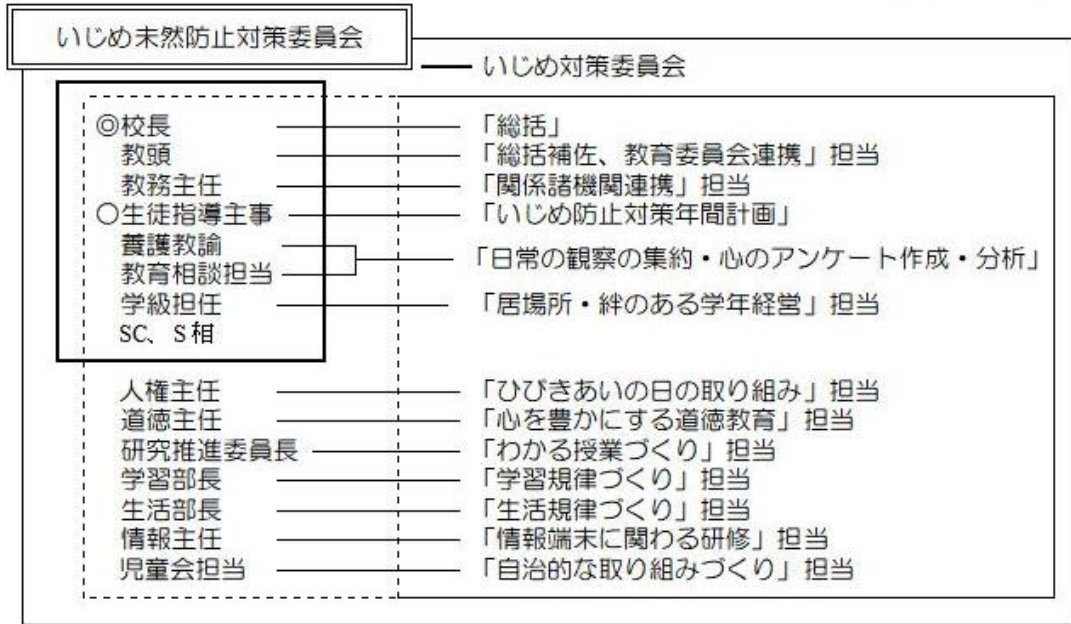 いじめ未然防止対策委員会
いじめ対策委員会
◎校長 「総括」
教頭 「総括補佐、教育委員会連携」担当
教務主任 「関係諸機関連携」担当
○生徒指導主事 「いじめ防止対策年間計画」
養護教諭
教育相談担当 「日常の観察の集約・心のアンケート作成・分析」
学級担任 「居場所・絆のある学年経営」担当
SC、S相
人権主任 「ひびきあいの日の取り組み」担当
道徳主任 「心を豊かにする道徳教育」担当
研究推進委員長 「わかる授業づくり」担当
学習部長 「学習規律づくり」担当
生活部長 「生活規律づくり」担当
情報主任 「情報端末に関わる研修」担当
児童会担当 「自治的な取り組みづくり」担当